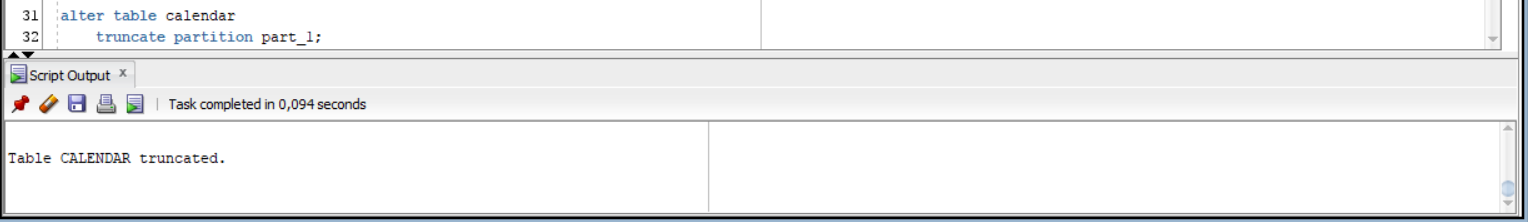 31 alter table calendar
32 truncate partition part_1;
Script Output x
Task completed in 0,094 seconds
Table CALENDAR truncated.